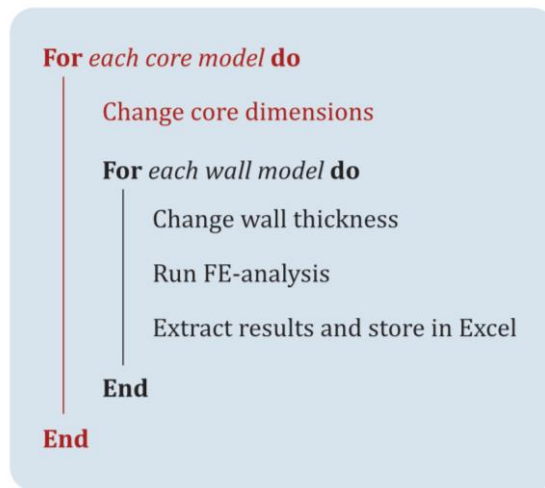 For each core model do
Change core dimensions
For each wall model do
Change wall thickness
Run FE-analysis
Extract results and store in Excel
End
End